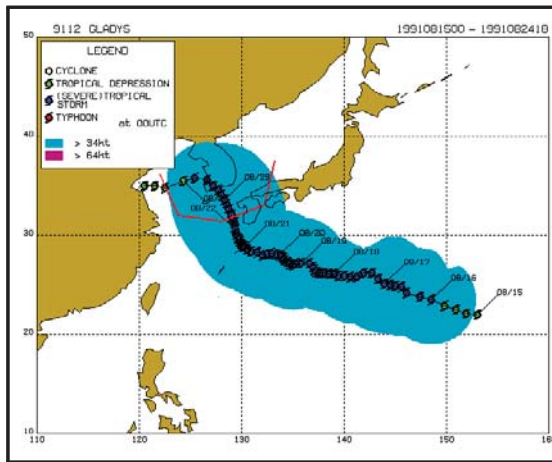 9112 GLADYS 1991081500 - 1991082418
LEGEND
CYCLONE
TROPICAL DEPRESSION
(SEVERE)TROPICAL
STORM
TYPHOON at 00UTC
> 34kt
> 64kt
50
40
30
20
10
110 120 130 140 150 160
08/23
08/22
08/21
08/20
08/19
08/18
08/17
08/16
08/15